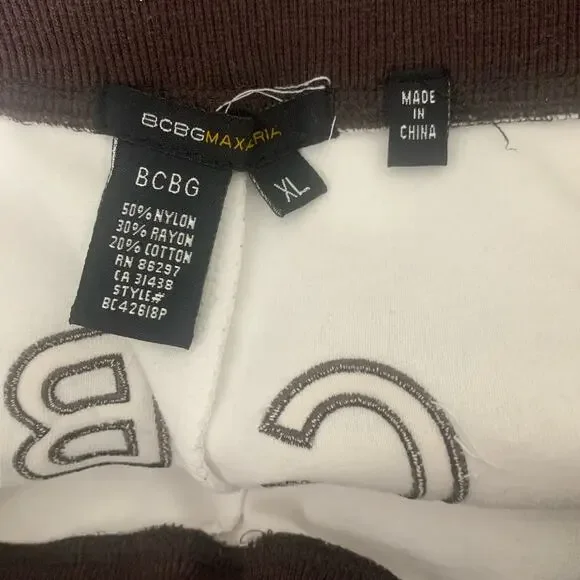 BCBGMAXAZRIA
XL
MADE
IN
CHINA
BCBG
50% NYLON
30% RAYON
20% COTTON
RN 86297
CA 31438
STYLE#
BC42618P
B C